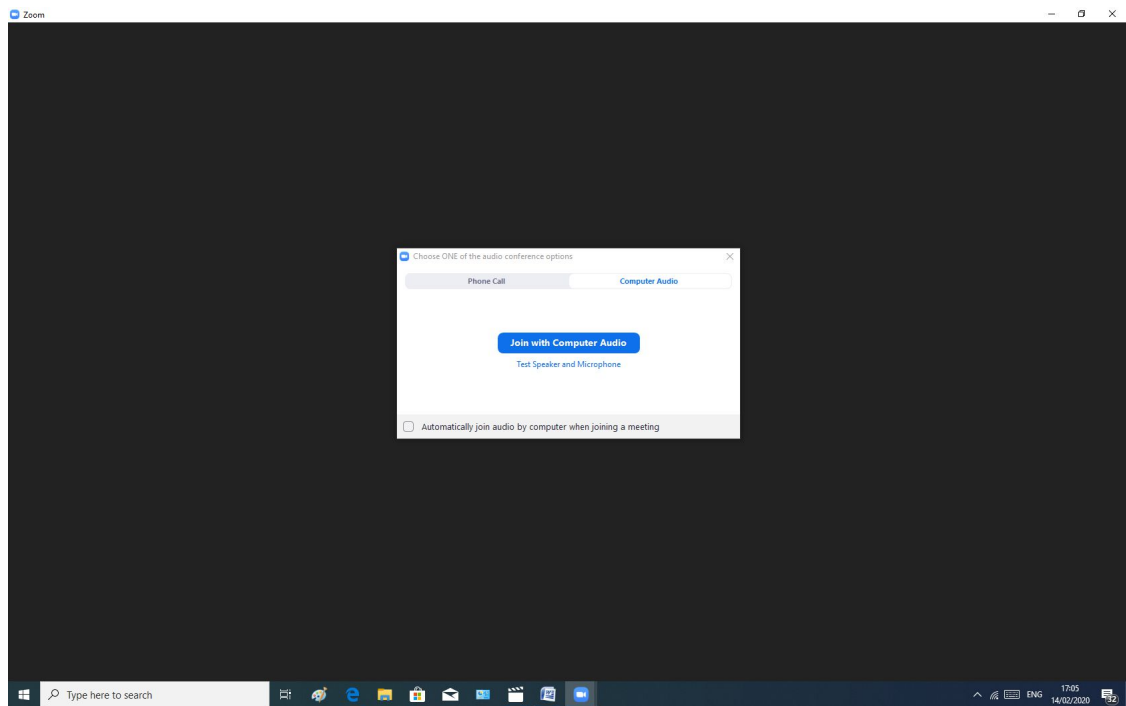 Zoom
Choose ONE of the audio conference options
Phone Call
Computer Audio
Join with Computer Audio
Test Speaker and Microphone
Automatically join audio by computer when joining a meeting
Type here to search
ENG
17:05
14/02/2020
32